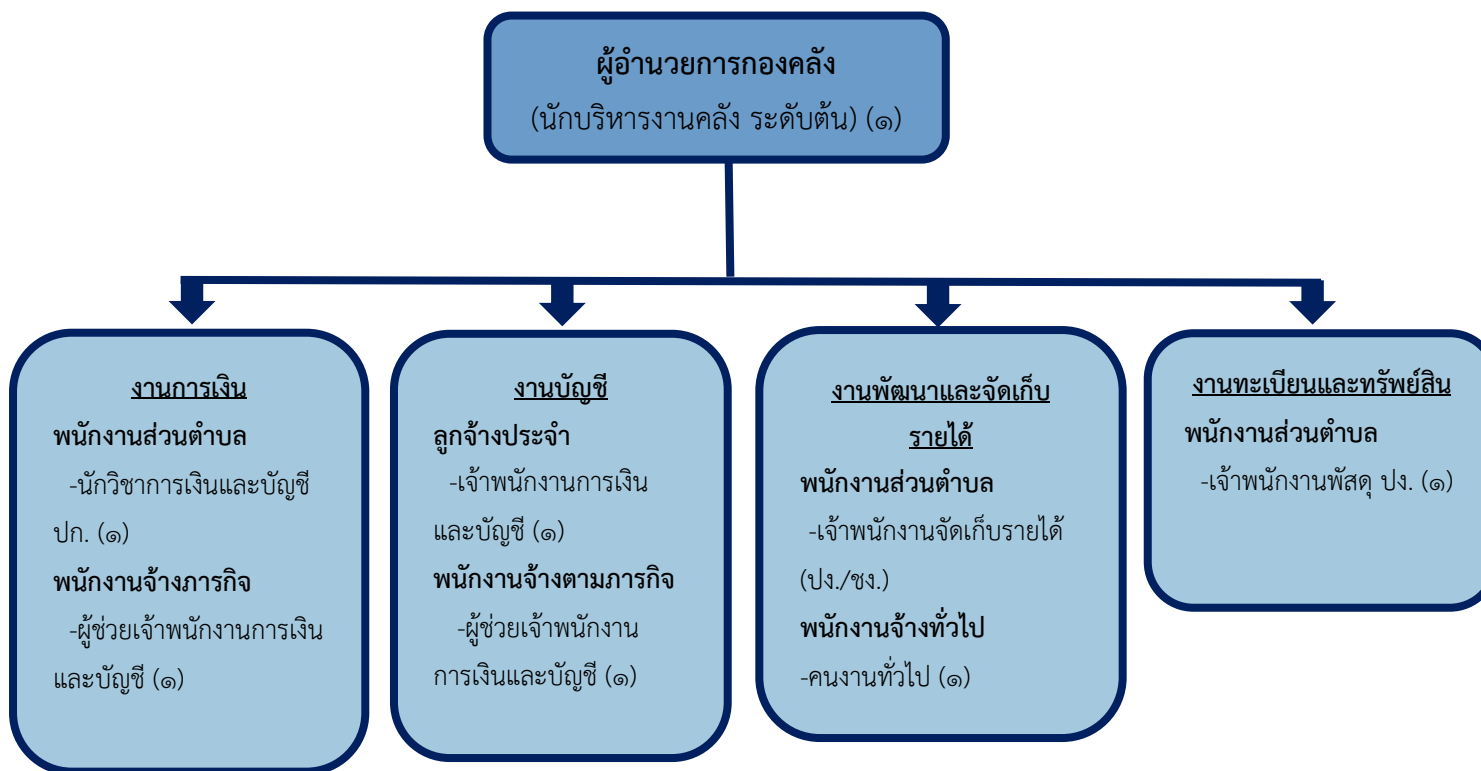 ผู้อำนวยการกองคลัง
(นักบริหารงานคลัง ระดับต้น) (๑)
งานการเงิน
พนักงานส่วนตำบล
-นักวิชาการเงินและบัญชี
ปก. (๑)
พนักงานจ้างภารกิจ
-ผู้ช่วยเจ้าพนักงานการเงิน
และบัญชี (๑)
งานบัญชี
ลูกจ้างประจำ
-เจ้าพนักงานการเงิน
และบัญชี (๑)
พนักงานจ้างตามภารกิจ
-ผู้ช่วยเจ้าพนักงาน
การเงินและบัญชี (๑)
งานพัฒนาและจัดเก็บ
รายได้
พนักงานส่วนตำบล
-เจ้าพนักงานจัดเก็บรายได้
(ปง./ชง.)
พนักงานจ้างทั่วไป
-คนงานทั่วไป (๑)
งานทะเบียนและทรัพย์สิน
พนักงานส่วนตำบล
-เจ้าพนักงานพัสดุ ปง. (๑)